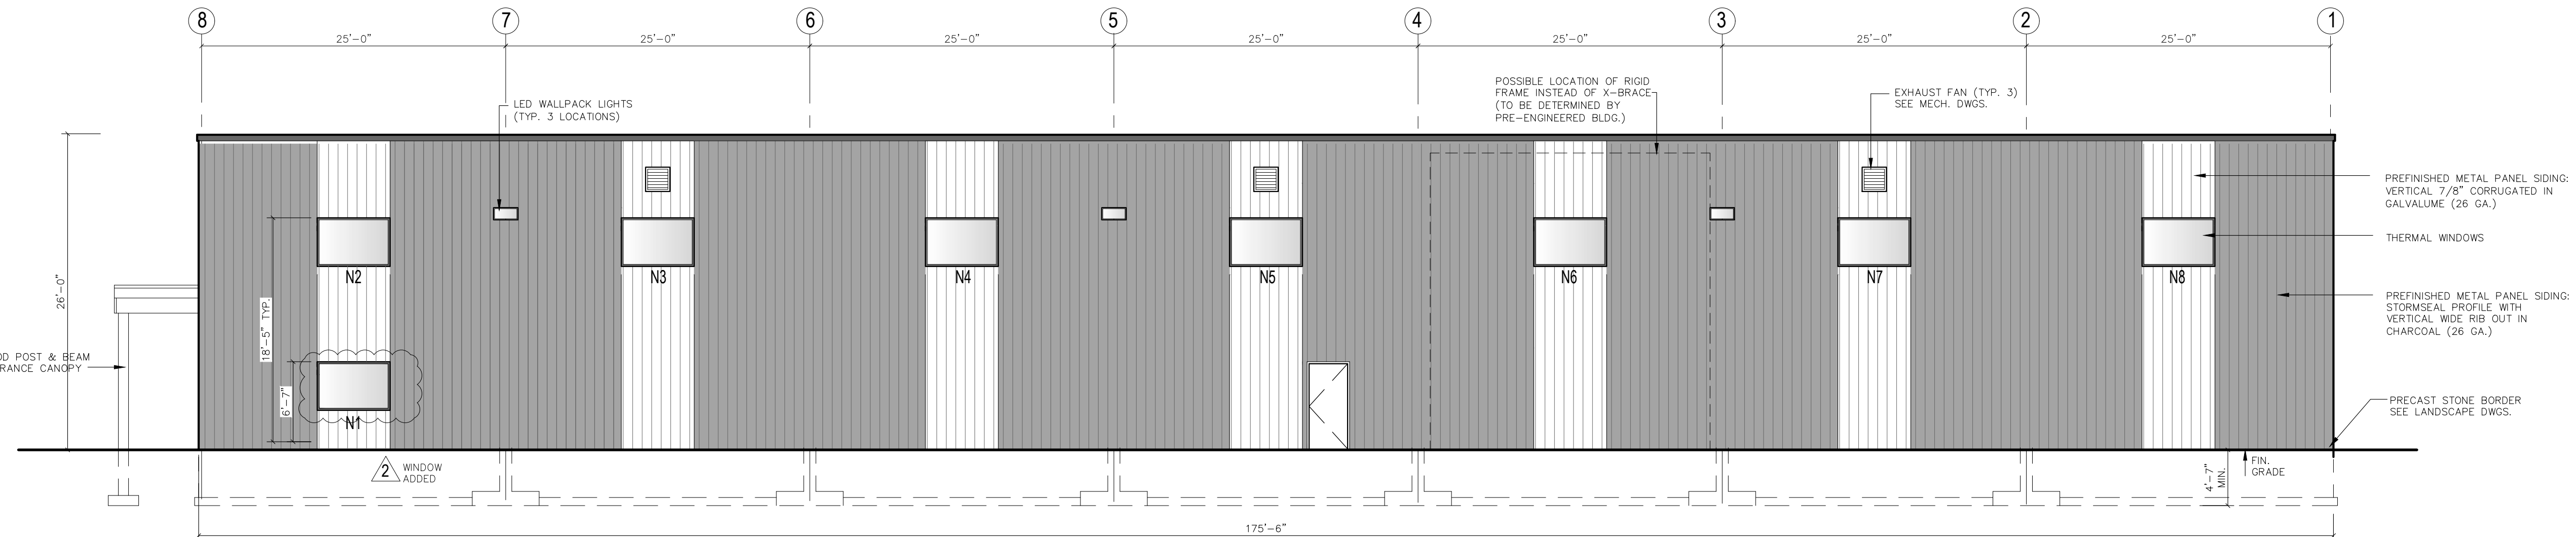 8 7 6 5 4 3 2 1
25'-0" 25'-0" 25'-0" 25'-0" 25'-0" 25'-0" 25'-0"
LED WALLPACK LIGHTS
(TYP. 3 LOCATIONS)
POSSIBLE LOCATION OF RIGID
FRAME INSTEAD OF X-BRACE
(TO BE DETERMINED BY
PRE-ENGINEERED BLDG.)
EXHAUST FAN (TYP. 3)
SEE MECH. DWGS.
PREFINISHED METAL PANEL SIDING:
VERTICAL 7/8" CORRUGATED IN
GALVALUME (26 GA.)
THERMAL WINDOWS
N2 N3 N4 N5 N6 N7 N8
26'-0"
18'-5" TYP.
6'-7"
PREFINISHED METAL PANEL SIDING:
STORMSEAL PROFILE WITH
VERTICAL WIDE RIB OUT IN
CHARCOAL (26 GA.)
POST & BEAM
CANOPY
N1
PRECAST STONE BORDER
SEE LANDSCAPE DWGS.
2 WINDOW
ADDED
FIN.
GRADE
4'-7"
MIN.
175'-6"